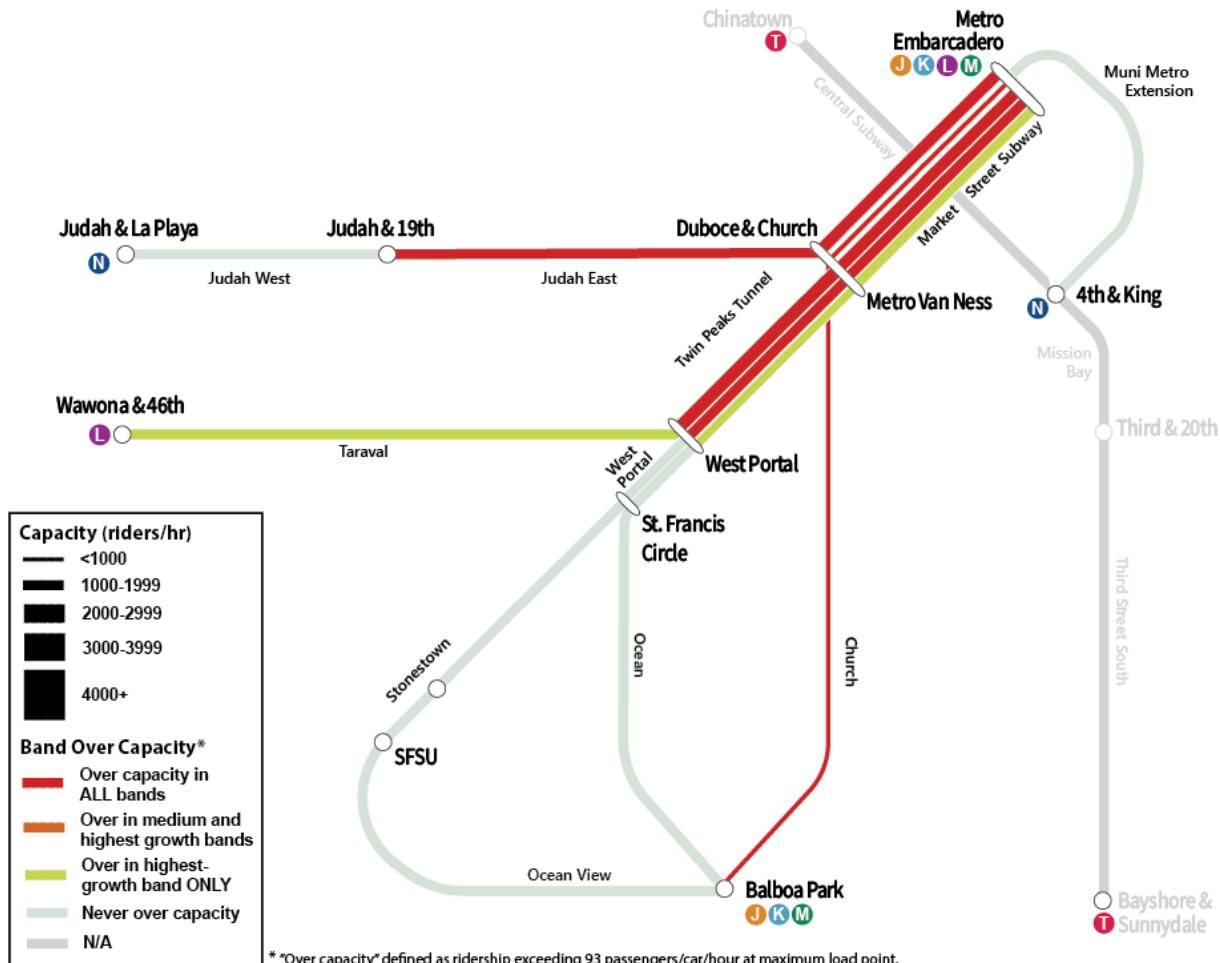 Chinatown
T
Metro
Embarcadero
J K L M
Muni Metro
Extension
Central Subway
Market Street Subway
Judah & La Playa
N
Judah & 19th
Duboce & Church
Judah West
Judah East
Twin Peaks Tunnel
Metro Van Ness
4th & King
N
Mission
Bay
Wawona & 46th
L
Taraval
West
Portal
West Portal
Third & 20th
St. Francis
Circle
Stonestown
Ocean
Church
Third Street South
SFSU
Ocean View
Balboa Park
J K M
Bayshore &
T Sunnydale
Capacity (riders/hr)
<1000
1000-1999
2000-2999
3000-3999
4000+
Band Over Capacity*
Over capacity in
ALL bands
Over in medium and
highest growth bands
Over in highest-
growth band ONLY
Never over capacity
N/A
* "Over capacity" defined as ridership exceeding 93 passengers/car/hour at maximum load point.